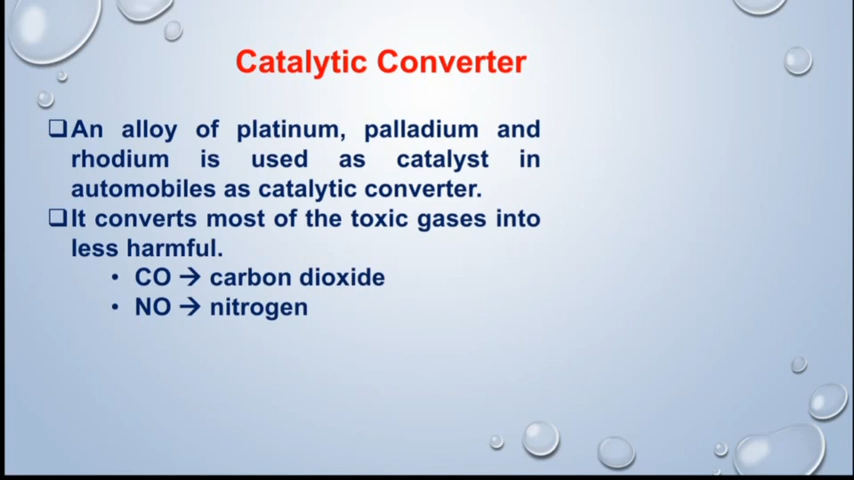 Catalytic Converter
❑An alloy of platinum, palladium and
rhodium is used as catalyst in
automobiles as catalytic converter.
❑It converts most of the toxic gases into
less harmful.
• CO → carbon dioxide
• NO → nitrogen